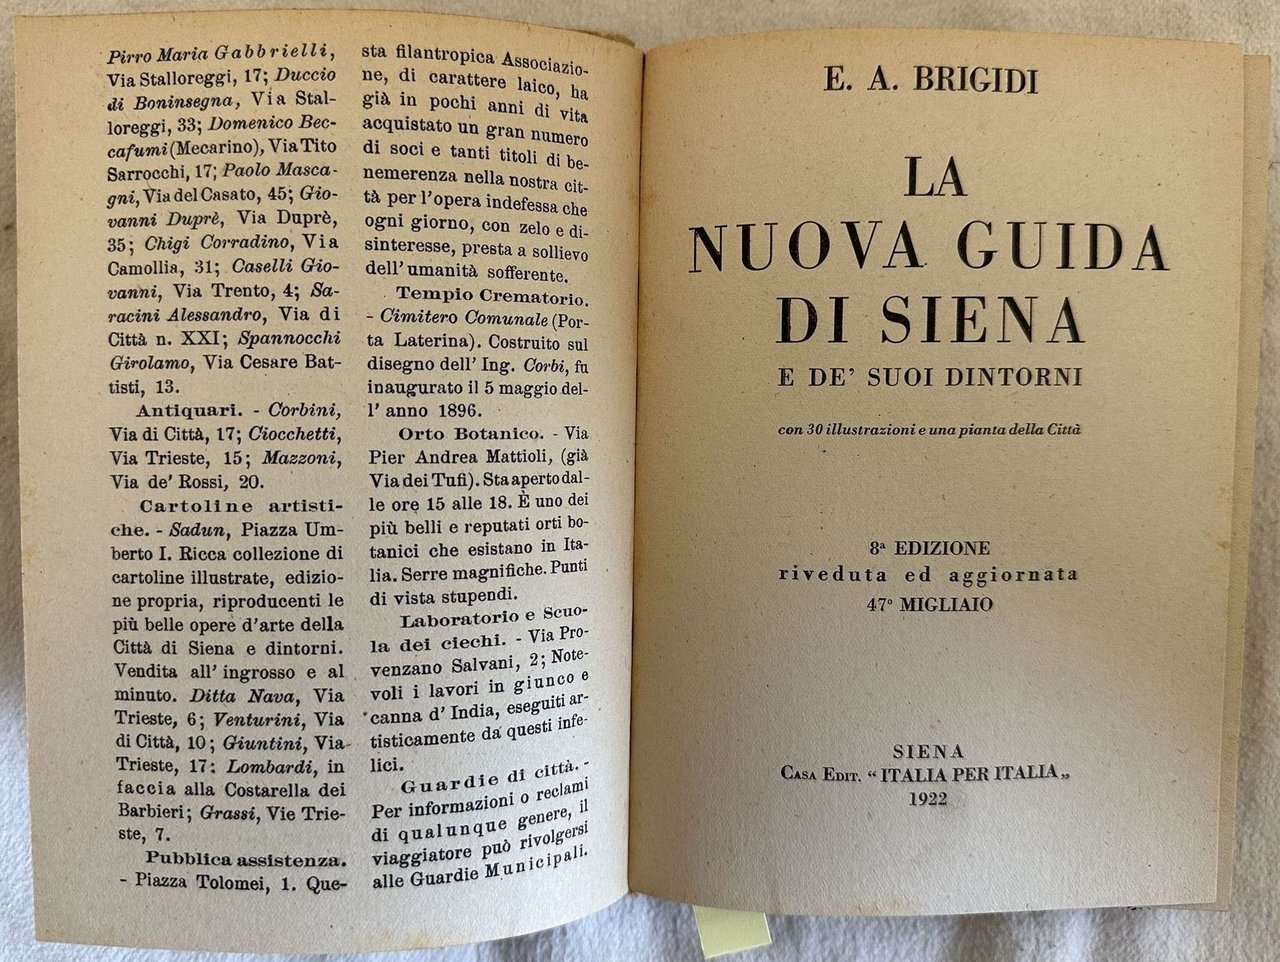 Pirro Maria Gabbrielli,
Via Stalloreggi, 17; Duccio
di Boninsegna, Via Stal-
loreggi, 33; Domenico Bec-
cafumi (Mecarino), Via Tito
Sarrocchi, 17; Paolo Masca-
gni, Via del Casato, 45; Gio-
vanni Duprè, Via Duprè,
35; Chigi Corradino, Via
Camollia, 31; Caselli Gio-
vanni, Via Trento, 4; Sa-
racini Alessandro, Via di
Città n. XXI; Spannocchi
Girolamo, Via Cesare Bat-
tisti, 13.
Antiquari. - Corbini,
Via di Città, 17; Ciocchetti,
Via Trieste, 15; Mazzoni,
Via de' Rossi, 20.
Cartoline artisti-
che. - Sadun, Piazza Um-
berto I. Ricca collezione di
cartoline illustrate, edizio-
ne propria, riproducenti le
più belle opere d'arte della
Città di Siena e dintorni.
Vendita all' ingrosso e al
minuto. Ditta Nava, Via
Trieste, 6; Venturini, Via
di Città, 10; Giuntini, Via
Trieste, 17: Lombardi, in
faccia alla Costarella dei
Barbieri; Grassi, Vie Trie-
ste, 7.
Pubblica assistenza.
- Piazza Tolomei, 1. Que-
sta filantropica Associazio-
ne, di carattere laico, ha
già in pochi anni di vita
acquistato un gran numero
di soci e tanti titoli di be-
nemerenza nella nostra cit-
tà per l'opera indefessa che
ogni giorno, con zelo e di-
sinteresse, presta a sollievo
dell' umanità sofferente.
Tempio Crematorio.
- Cimitero Comunale (Por-
ta Laterina). Costruito sul
disegno dell' Ing. Corbi, fu
inaugurato il 5 maggio del-
l' anno 1896.
Orto Botanico. - Via
Pier Andrea Mattioli, (già
Via dei Tufi). Sta aperto dal-
le ore 15 alle 18. È uno dei
più belli e reputati orti bo-
tanici che esistano in Ita-
lia. Serre magnifiche. Punti
di vista stupendi.
Laboratorio e Scuo-
la dei ciechi. - Via Pro-
venzano Salvani, 2; Note-
voli i lavori in giunco e
canna d' India, eseguiti ar-
tisticamente da questi infe-
lici.
Guardie di città. -
Per informazioni o reclami
di qualunque genere, il
viaggiatore può rivolgersi
alle Guardie Municipali.
E. A. BRIGIDI
LA
NUOVA GUIDA
DI SIENA
E DE' SUOI DINTORNI
con 30 illustrazioni e una pianta della Città
8ª EDIZIONE
riveduta ed aggiornata
47º MIGLIAIO
SIENA
CASA EDIT. “ITALIA PER ITALIA„
1922